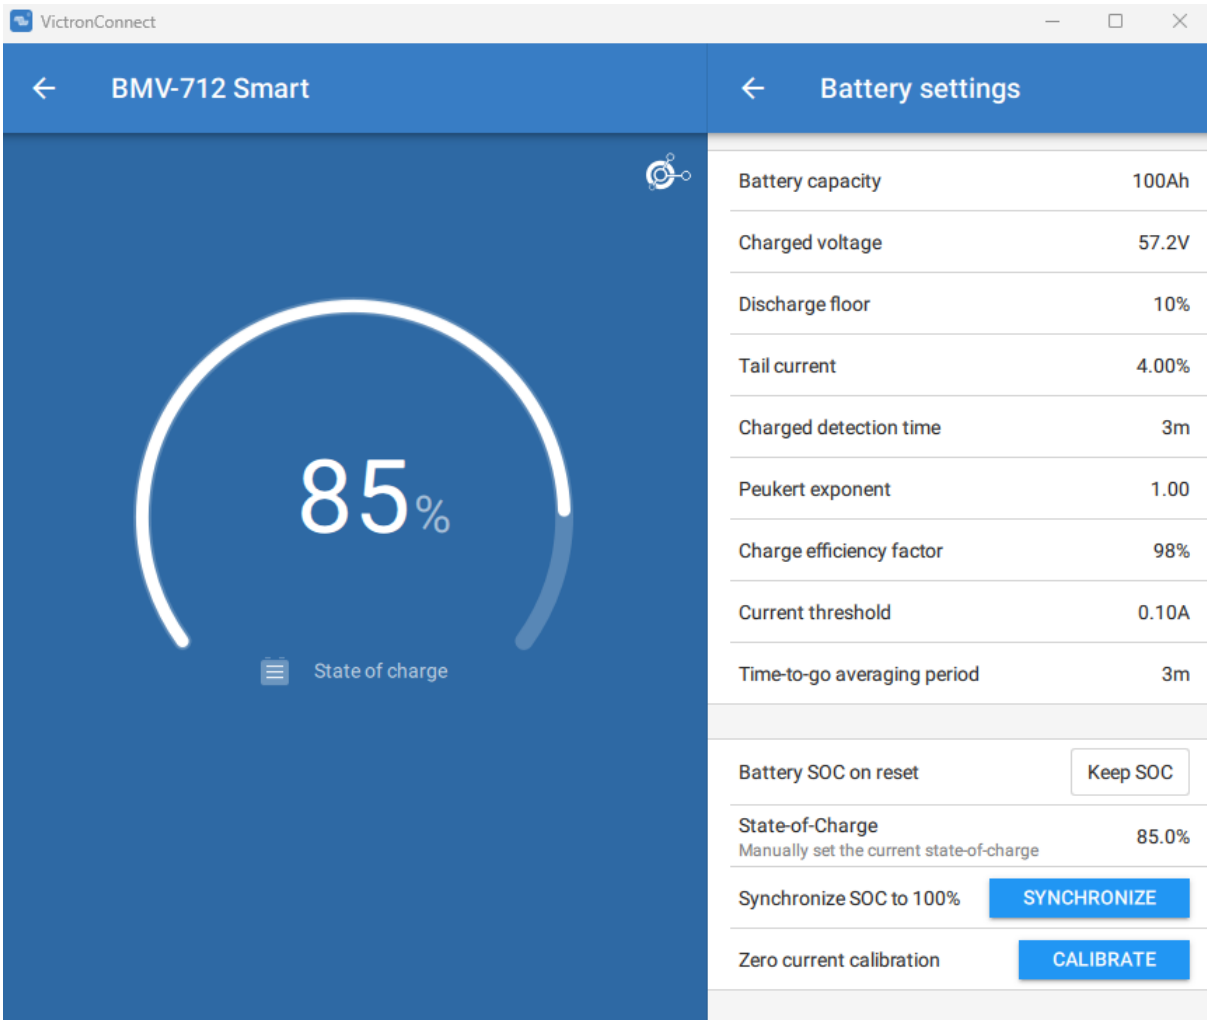 VictronConnect
BMV-712 Smart
85%
State of charge
Battery settings
Battery capacity 100Ah
Charged voltage 57.2V
Discharge floor 10%
Tail current 4.00%
Charged detection time 3m
Peukert exponent 1.00
Charge efficiency factor 98%
Current threshold 0.10A
Time-to-go averaging period 3m
Battery SOC on reset Keep SOC
State-of-Charge 85.0%
Manually set the current state-of-charge
Synchronize SOC to 100% SYNCHRONIZE
Zero current calibration CALIBRATE